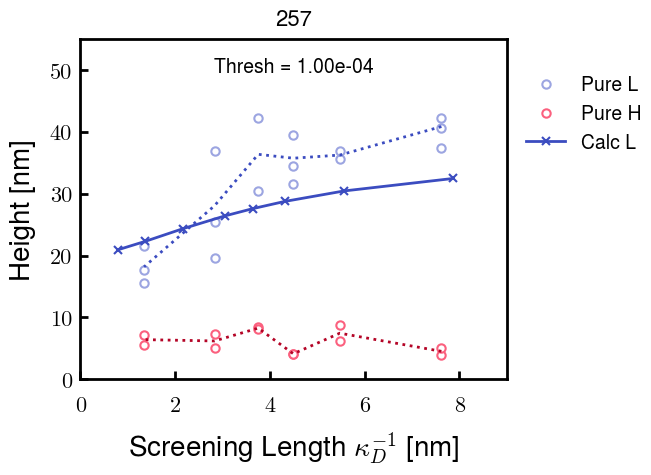 257
Thresh = 1.00e-04
50
40
30
20
10
0
Height [nm]
0 2 4 6 8
Screening Length κ_D^{-1} [nm]
Pure L
Pure H
Calc L